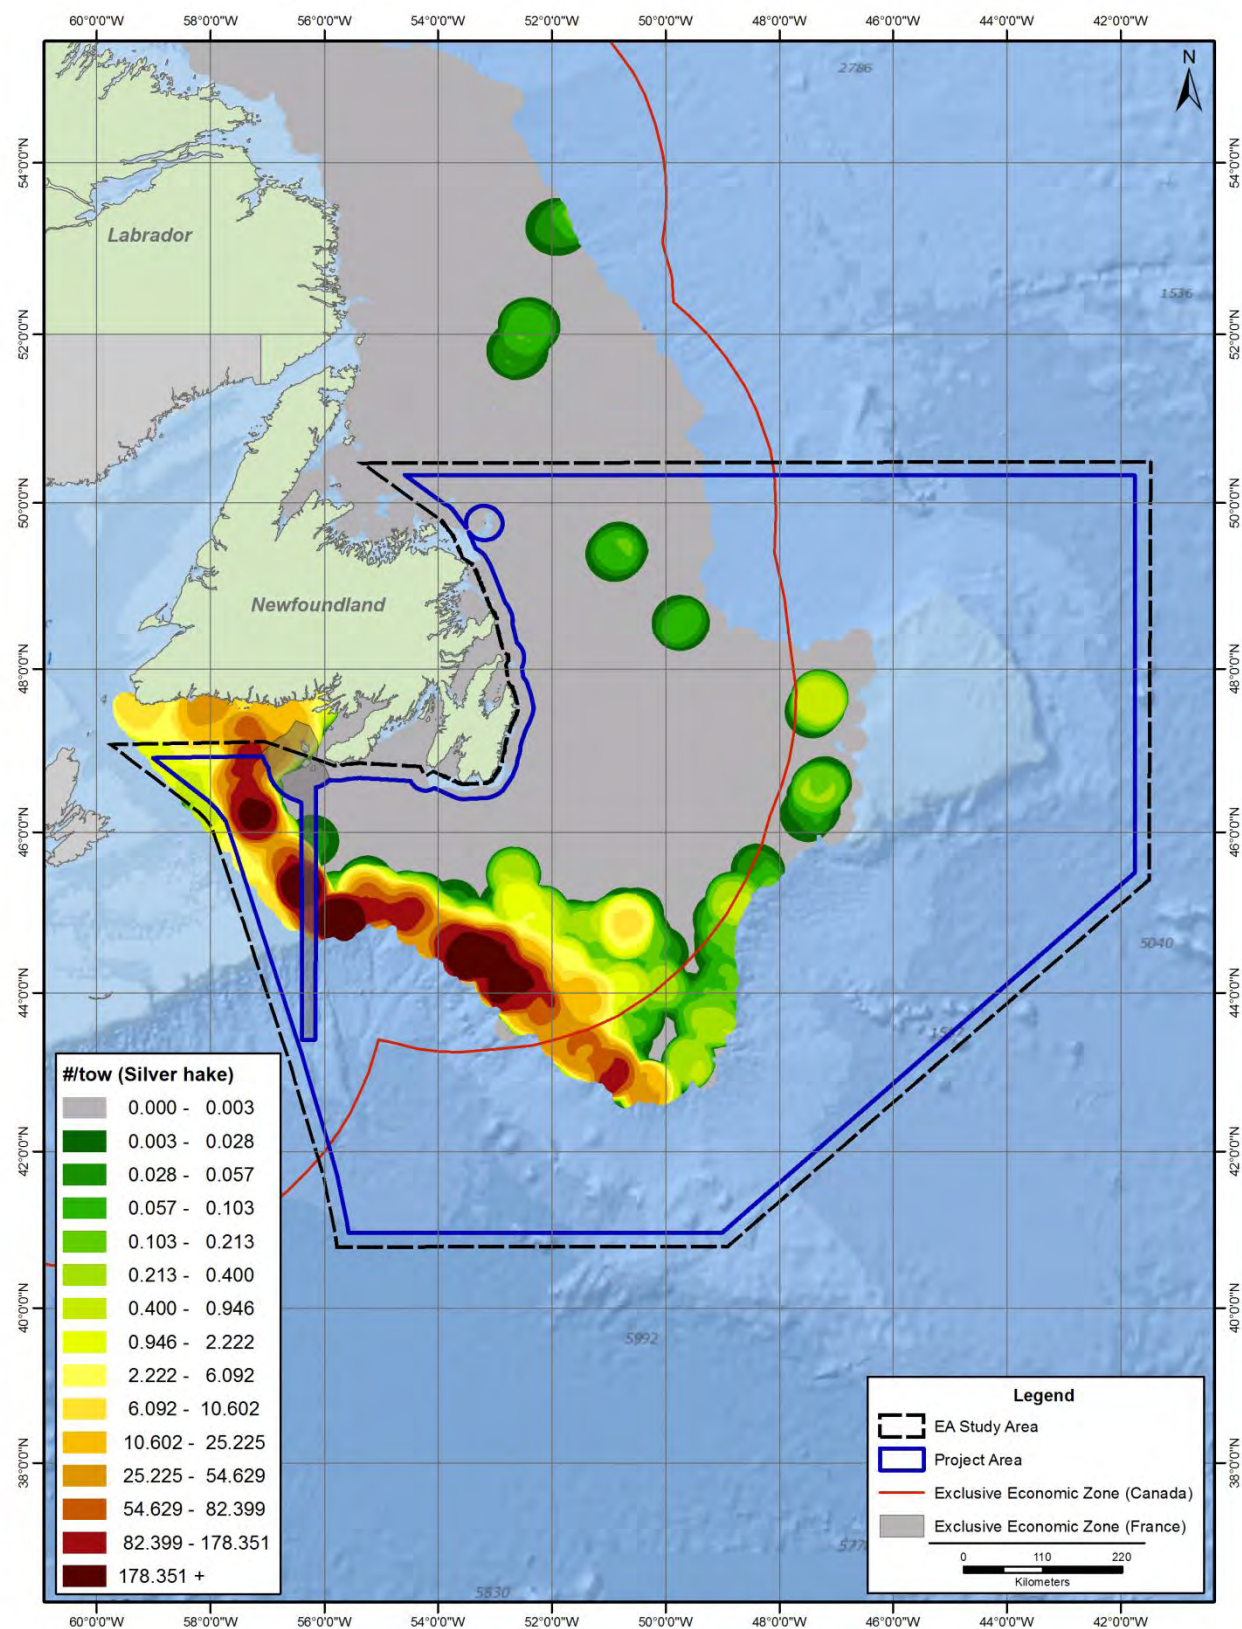 60°0'0"W 58°0'0"W 56°0'0"W 54°0'0"W 52°0'0"W 50°0'0"W 48°0'0"W 46°0'0"W 44°0'0"W 42°0'0"W
N
2786
54°0'0"N 54°0'0"N
Labrador
1536
52°0'0"N 52°0'0"N
50°0'0"N 50°0'0"N
Newfoundland
48°0'0"N 48°0'0"N
46°0'0"N 46°0'0"N
5040
44°0'0"N 44°0'0"N
#/tow (Silver hake)
0.000 - 0.003
0.003 - 0.028
0.028 - 0.057
0.057 - 0.103
0.103 - 0.213
0.213 - 0.400
0.400 - 0.946
0.946 - 2.222
2.222 - 6.092
6.092 - 10.602
10.602 - 25.225
25.225 - 54.629
54.629 - 82.399
82.399 - 178.351
178.351 +
42°0'0"N 42°0'0"N
40°0'0"N 40°0'0"N
5992
38°0'0"N 38°0'0"N
5830
Legend
EA Study Area
Project Area
Exclusive Economic Zone (Canada)
Exclusive Economic Zone (France)
0 110 220
Kilometers
60°0'0"W 58°0'0"W 56°0'0"W 54°0'0"W 52°0'0"W 50°0'0"W 48°0'0"W 46°0'0"W 44°0'0"W 42°0'0"W